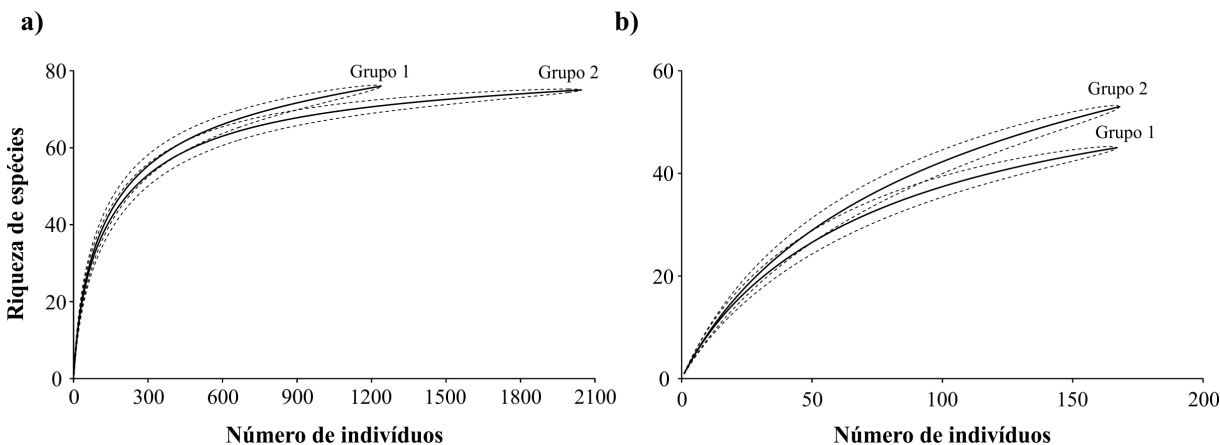 a)
80
60
40
20
0
Riqueza de espécies
Grupo 1
Grupo 2
0 300 600 900 1200 1500 1800 2100
Número de indivíduos
b)
60
40
20
0
Grupo 2
Grupo 1
0 50 100 150 200
Número de indivíduos